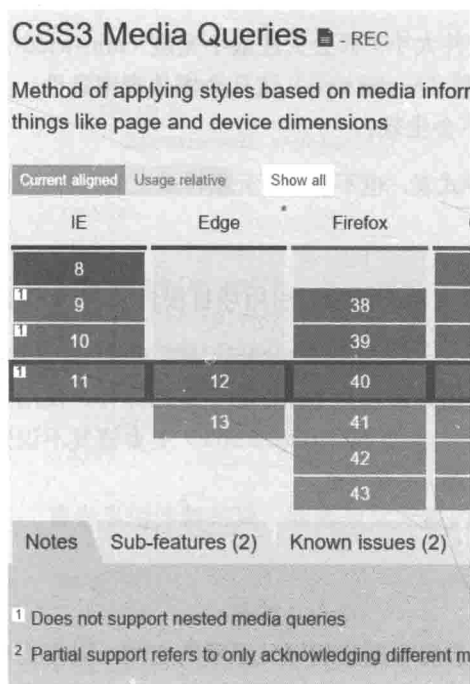 CSS3 Media Queries - REC
Method of applying styles based on media inform
things like page and device dimensions
Current aligned Usage relative Show all
IE Edge Firefox
8
1 9 38
1 10 39
1 11 12 40
13 41
42
43
Notes Sub-features (2) Known issues (2)
1 Does not support nested media queries
2 Partial support refers to only acknowledging different m